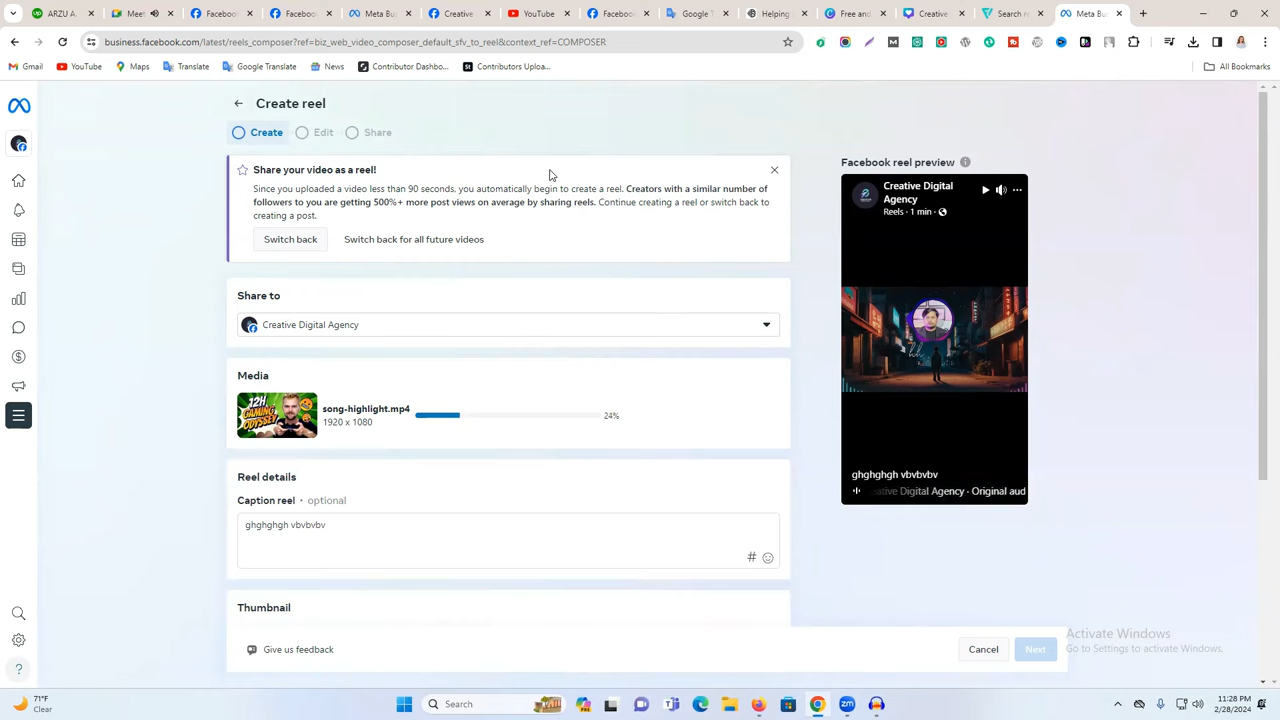 ARZU A
Meet
Facebook
Facebook
Meta Bu
Creative
YouTube
Facebook
Google
Helping
Free and
Creative D
Search r
Meta Bu
business.facebook.com/latest/reels_composer?ref=biz_web_video_composer_default_sfv_to_reel&context_ref=COMPOSER
Gmail
YouTube
Maps
Translate
Google Translate
News
Contributor Dashbo...
Contributors Uploa...
All Bookmarks
Create reel
Create
Edit
Share
Share your video as a reel!
Since you uploaded a video less than 90 seconds, you automatically begin to create a reel. Creators with a similar number of
followers to you are getting 500%+ more post views on average by sharing reels. Continue creating a reel or switch back to
creating a post.
Switch back
Switch back for all future videos
Share to
Creative Digital Agency
Media
12H
GAMING
ODYSSEY
song-highlight.mp4
1920 x 1080
24%
Reel details
Caption reel • optional
ghghghgh vbvbvbv
#
Thumbnail
Give us feedback
Cancel
Next
Facebook reel preview
Creative Digital
Agency
Reels · 1 min ·
ghghghgh vbvbvbv
eative Digital Agency · Original aud
Activate Windows
Go to Settings to activate Windows.
71°F
Clear
Search
11:28 PM
2/28/2024